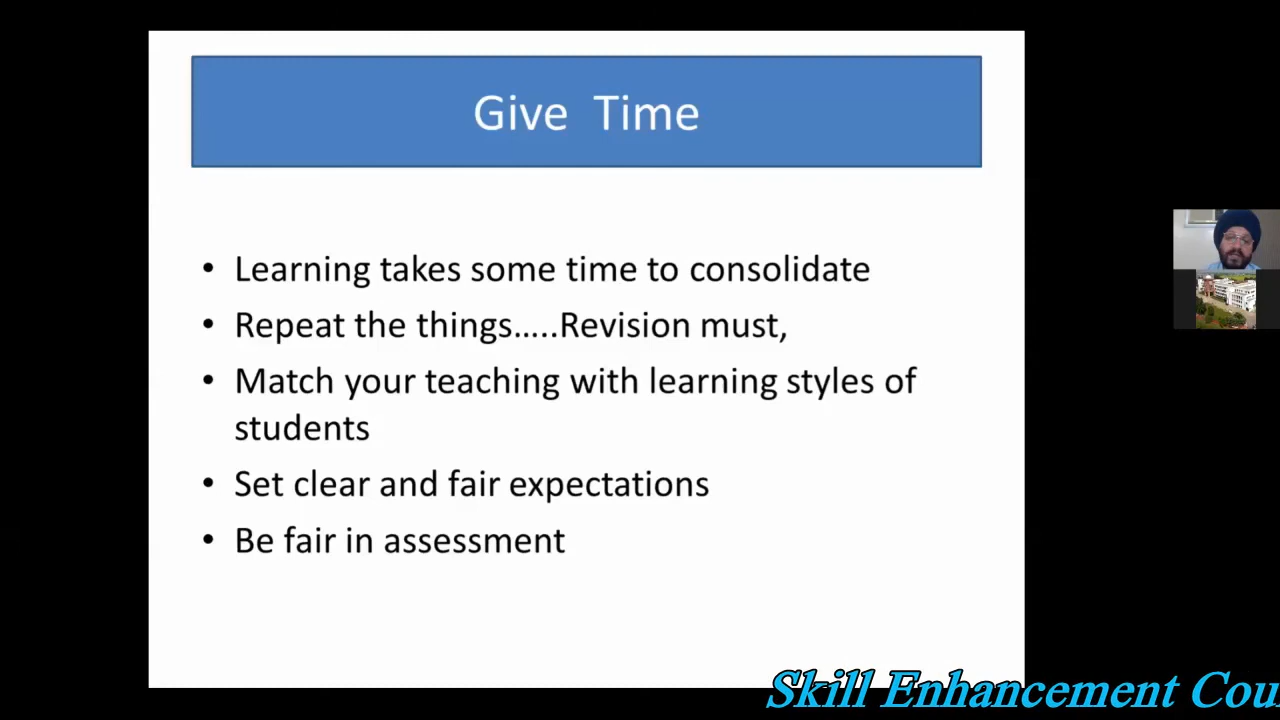 Give Time
• Learning takes some time to consolidate
• Repeat the things…..Revision must,
• Match your teaching with learning styles of
students
• Set clear and fair expectations
• Be fair in assessment
Skill Enhancement Cou